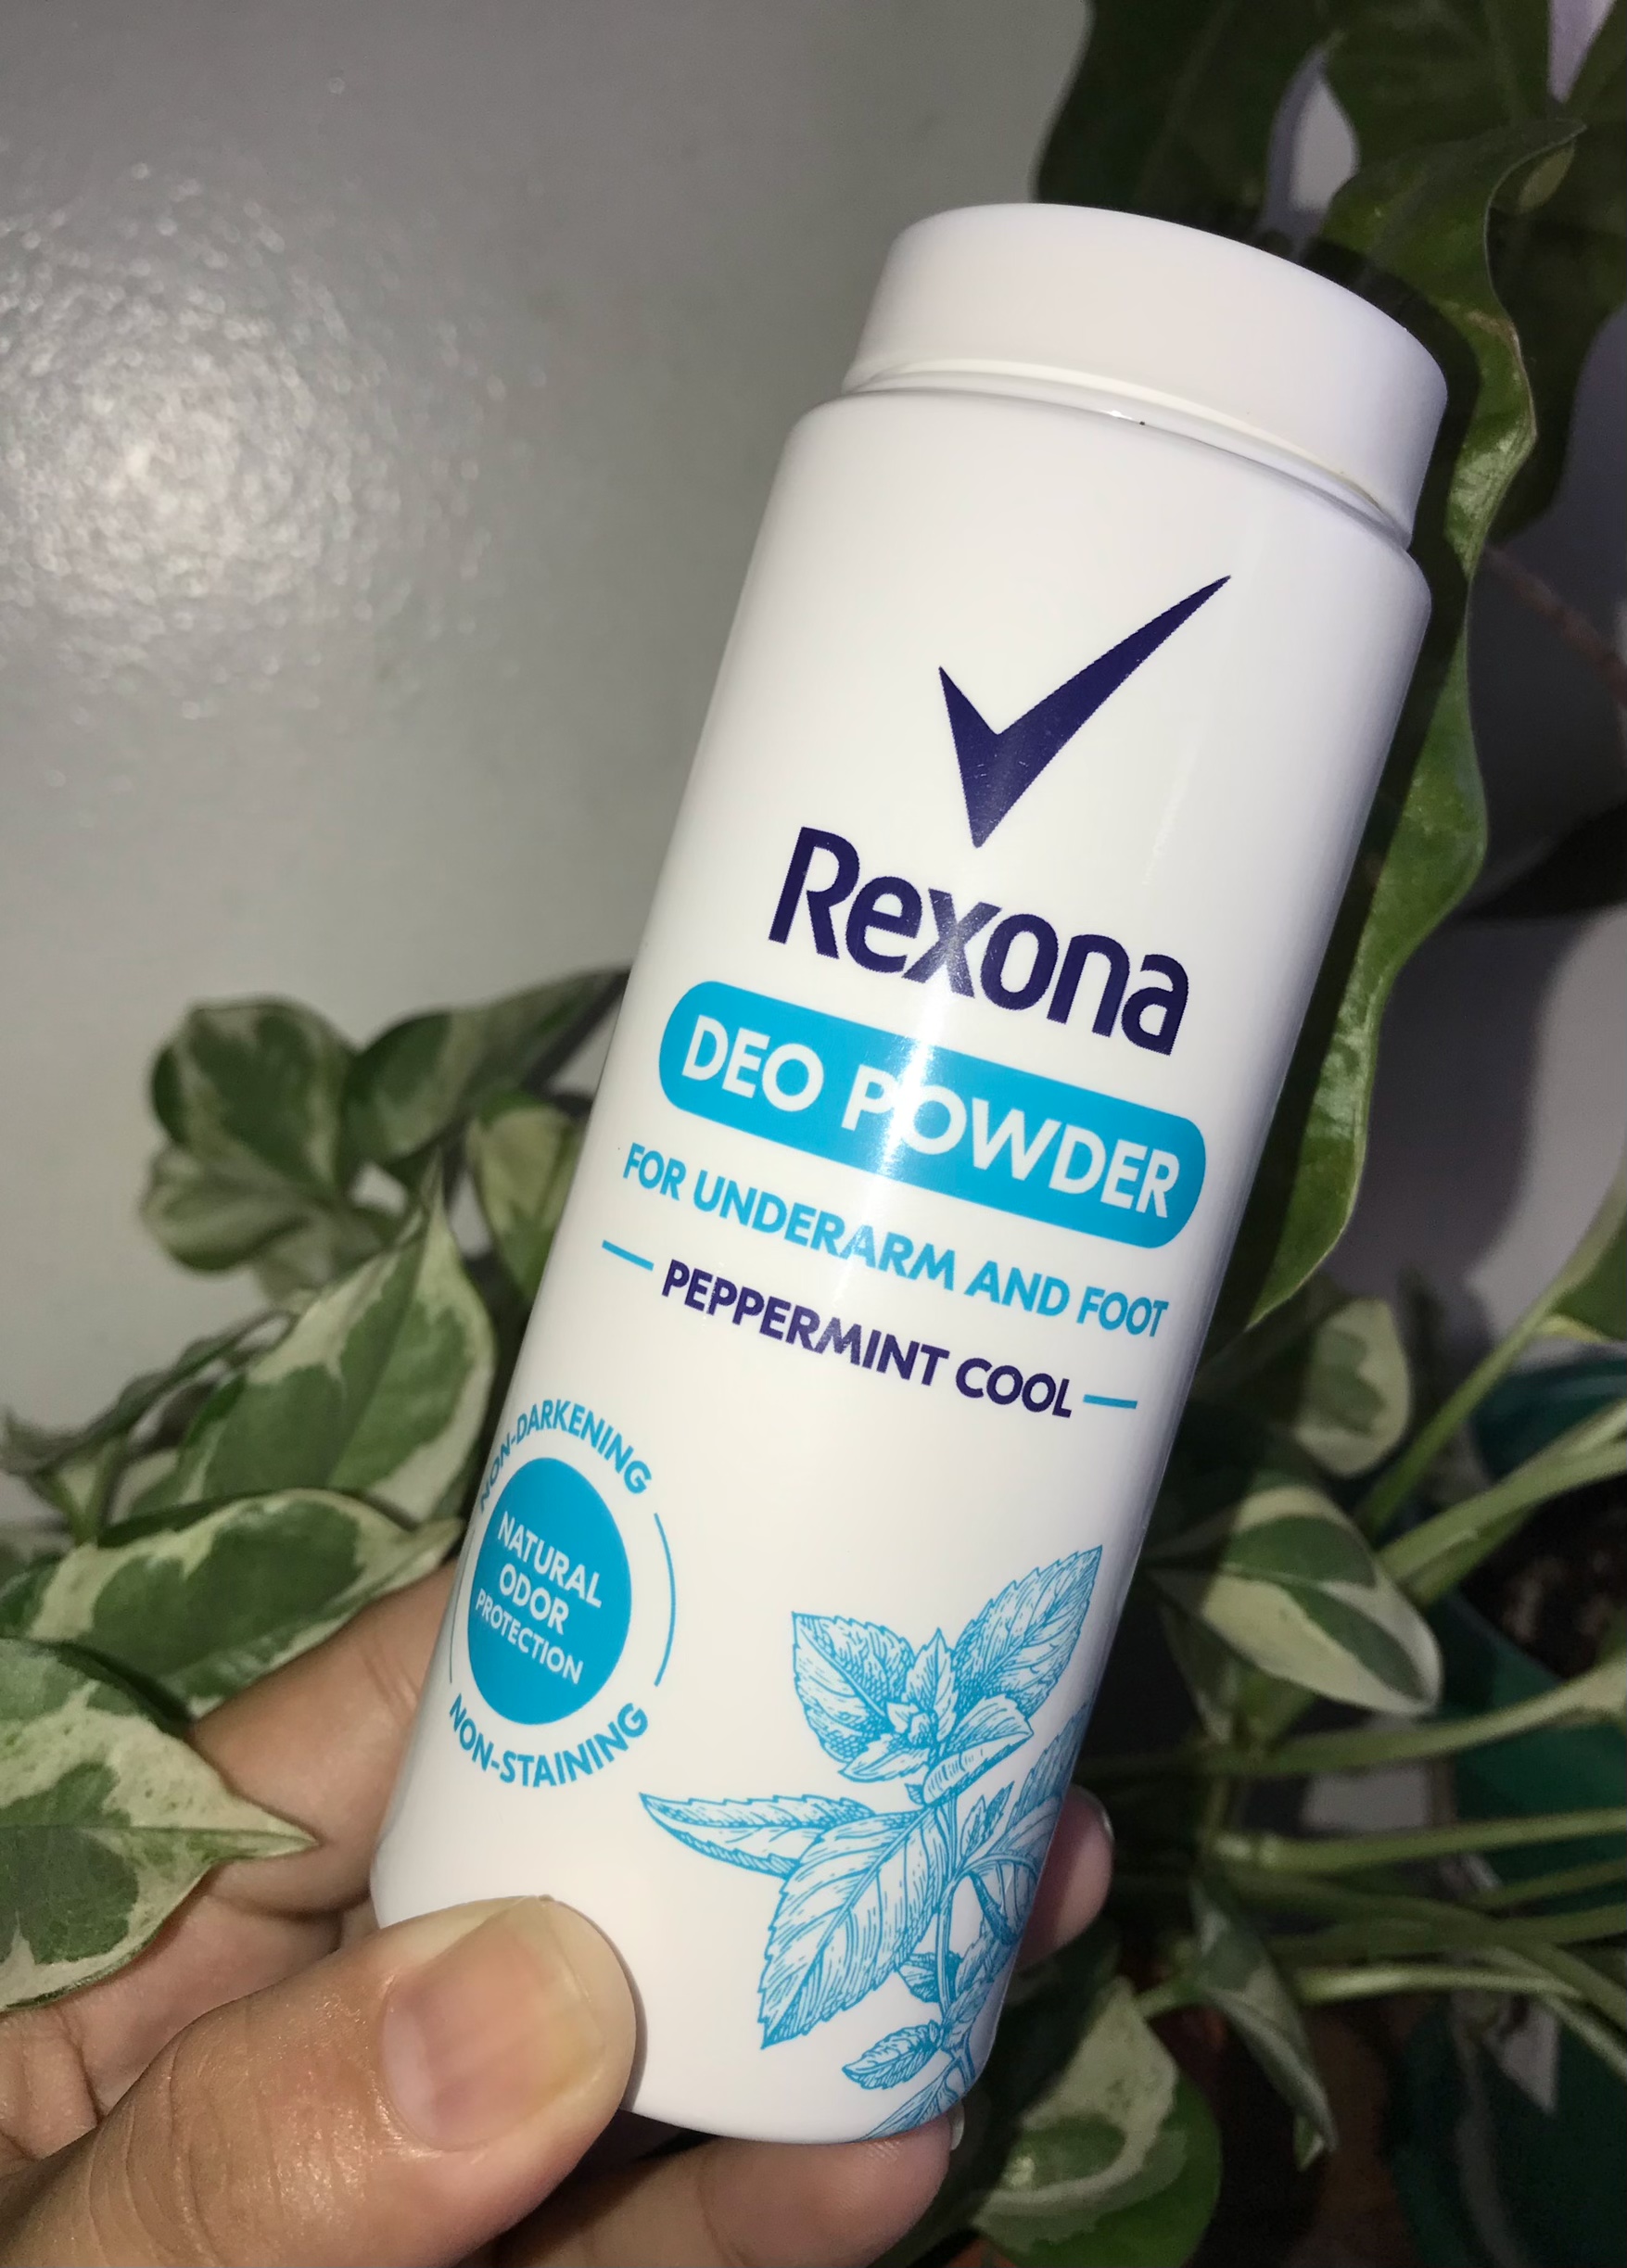 Rexona
DEO POWDER
FOR UNDERARM AND FOOT
PEPPERMINT COOL
NON-DARKENING
NATURAL
ODOR
PROTECTION
NON-STAINING